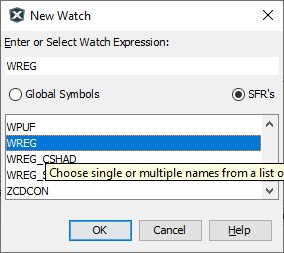 New Watch
Enter or Select Watch Expression:
WREG
Global Symbols
SFR's
WPUF
WREG
WREG_CSHAD
WREG_S
Choose single or multiple names from a list o
ZCDCON
OK
Cancel
Help